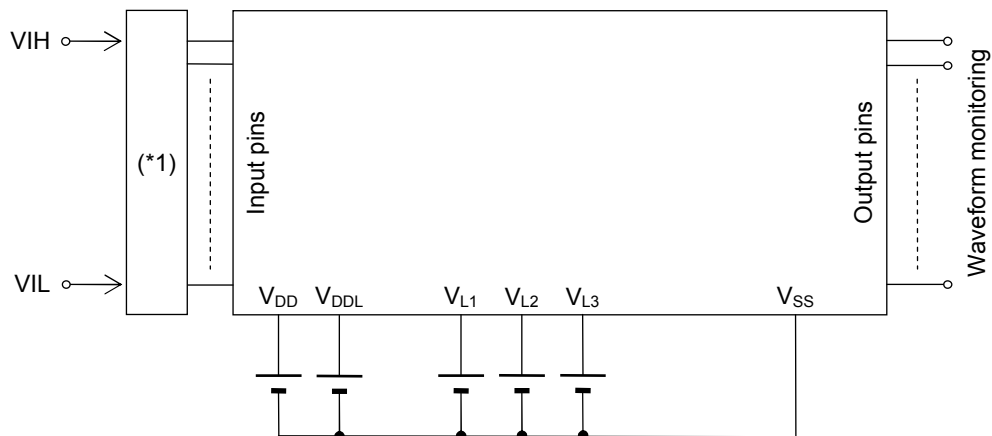 VIH
VIL
(*1)
Input pins
Output pins
Waveform monitoring
VDD VDDL VL1 VL2 VL3 VSS